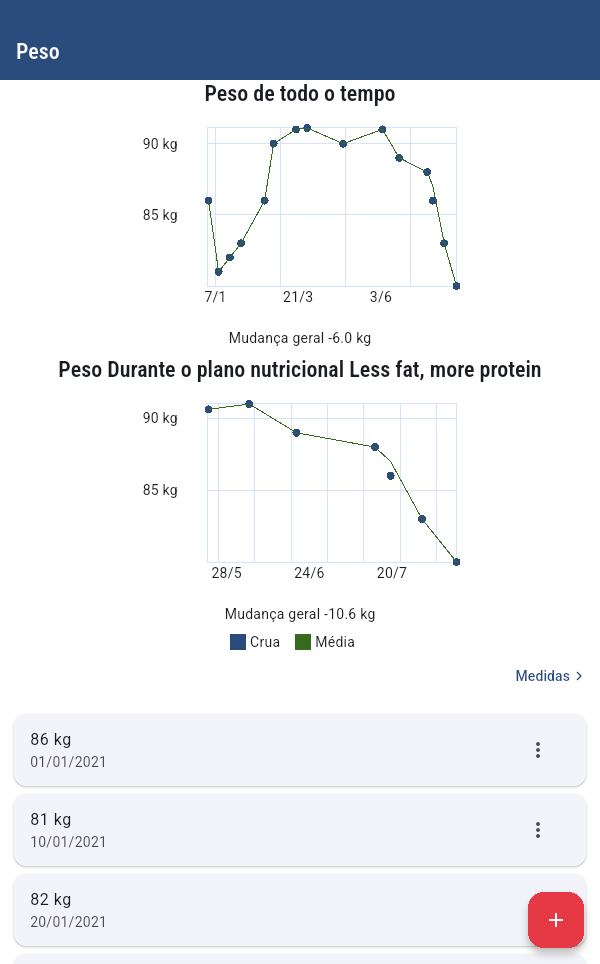 Peso
Peso de todo o tempo
90 kg
85 kg
7/1 21/3 3/6
Mudança geral -6.0 kg
Peso Durante o plano nutricional Less fat, more protein
90 kg
85 kg
28/5 24/6 20/7
Mudança geral -10.6 kg
Crua Média
Medidas
86 kg
01/01/2021
81 kg
10/01/2021
82 kg
20/01/2021